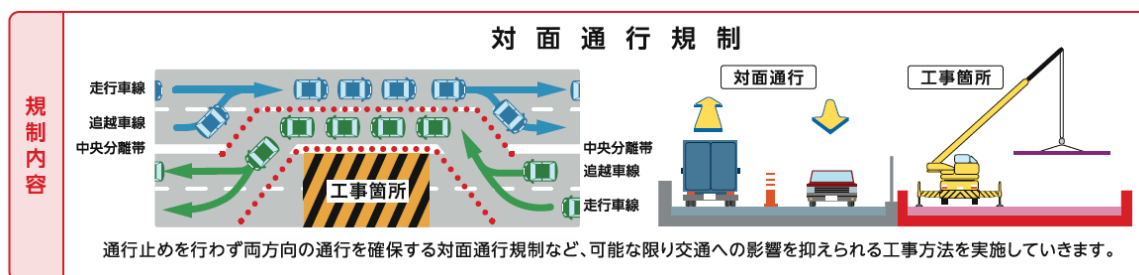 規制内容
対面通行規制
走行車線
追越車線
中央分離帯
工事箇所
中央分離帯
追越車線
走行車線
対面通行
工事箇所
通行止めを行わず両方向の通行を確保する対面通行規制など、可能な限り交通への影響を抑えられる工事方法を実施していきます。